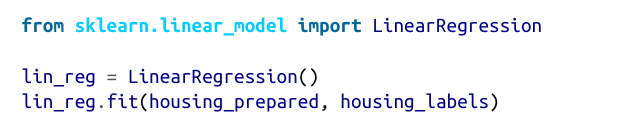 from sklearn.linear_model import LinearRegression
lin_reg = LinearRegression()
lin_reg.fit(housing_prepared, housing_labels)